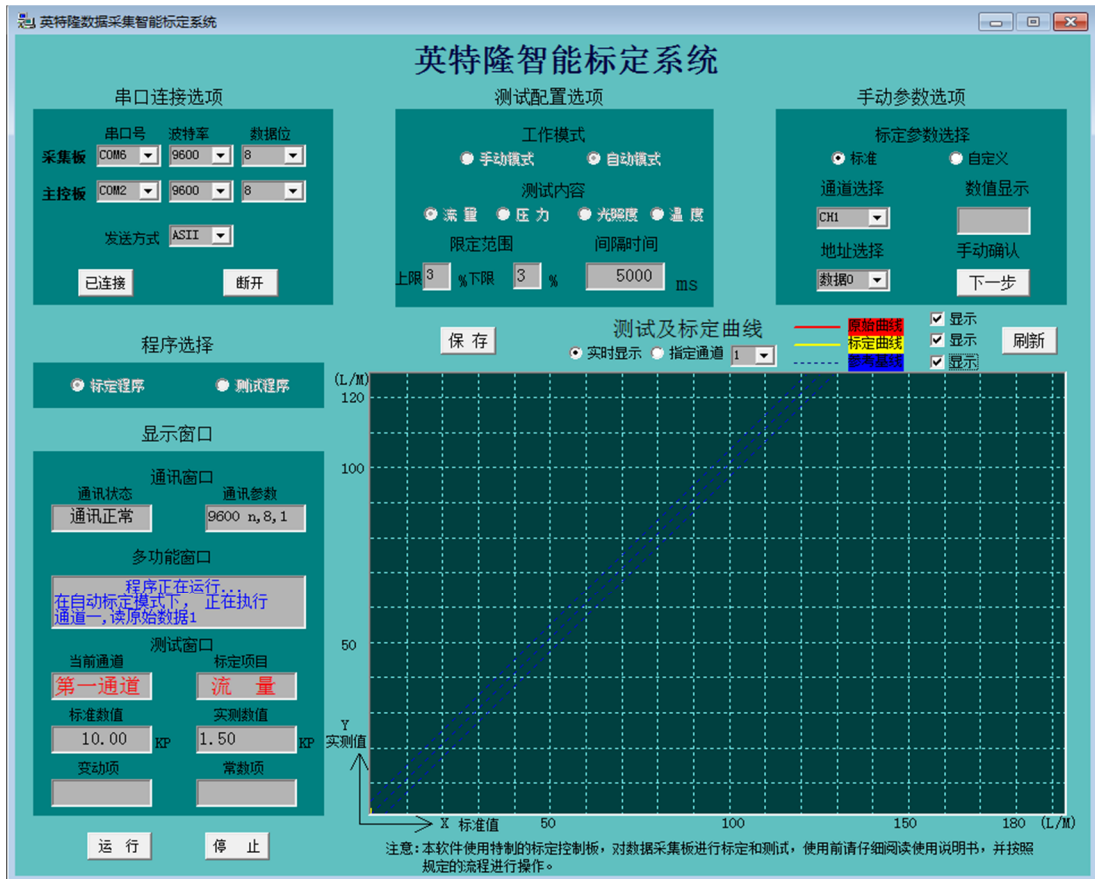 英特隆数据采集智能标定系统
英特隆智能标定系统
串口连接选项
串口号 波特率 数据位
采集板 COM6 9600 8
主控板 COM2 9600 8
发送方式 ASII
已连接 断开
测试配置选项
工作模式
手动模式 自动模式
测试内容
流 量 压 力 光照度 温 度
限定范围 间隔时间
上限 3 % 下限 3 % 5000 ms
手动参数选项
标定参数选择
标准 自定义
通道选择 数值显示
CH1
地址选择 手动确认
数据0 下一步
程序选择
标定程序 测试程序
显示窗口
通讯窗口
通讯状态 通讯参数
通讯正常 9600 n,8,1
多功能窗口
程序正在运行...
在自动标定模式下， 正在执行
通道一,读原始数据1
测试窗口
当前通道 标定项目
第一通道 流 量
标准数值 实测数值
10.00 KP 1.50 KP
变动项 常数项
运 行 停 止
保 存
测试及标定曲线
实时显示 指定通道 1
原始曲线 显示
标定曲线 显示
参考基线 显示
刷新
(L/M)
120
100
50
Y
实测值
X 标准值 50 100 150 180 (L/M)
注意:本软件使用特制的标定控制板，对数据采集板进行标定和测试，使用前请仔细阅读使用说明书，并按照
规定的流程进行操作。